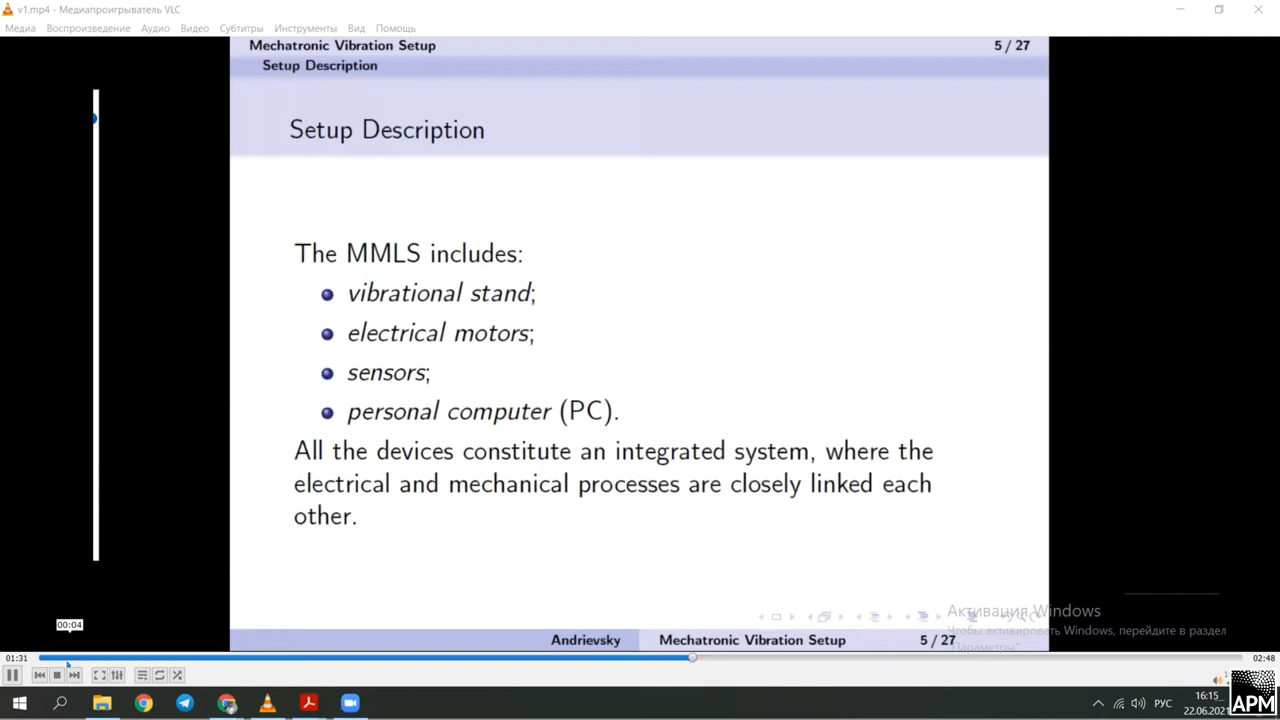 v1.mp4 - Медиапроигрыватель VLC
Медиа Воспроизведение Аудио Видео Субтитры Инструменты Вид Помощь
Mechatronic Vibration Setup 5 / 27
Setup Description
Setup Description
The MMLS includes:
vibrational stand;
electrical motors;
sensors;
personal computer (PC).
All the devices constitute an integrated system, where the
electrical and mechanical processes are closely linked each
other.
Активация Windows
Чтобы активировать Windows, перейдите в раздел
"Параметры".
00:04
Andrievsky Mechatronic Vibration Setup 5 / 27
01:31 02:48
РУС
16:15
22.06.2021
APM